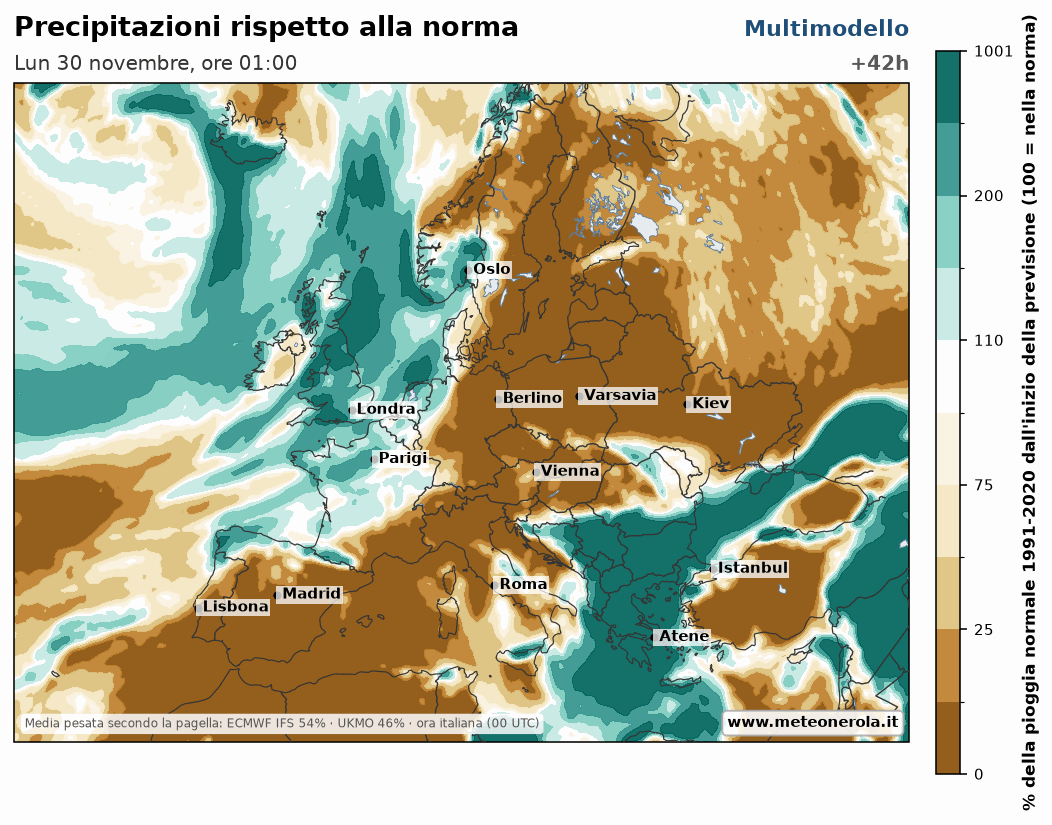 Precipitazioni rispetto alla norma
Multimodello
Lun 30 novembre, ore 01:00
+42h
Oslo
Berlino
Varsavia
Kiev
Londra
Parigi
Vienna
Istanbul
Roma
Madrid
Lisbona
Atene
Media pesata secondo la pagella: ECMWF IFS 54% · UKMO 46% · ora italiana (00 UTC)
www.meteonerola.it
1001
200
110
75
25
0
% della pioggia normale 1991-2020 dall'inizio della previsione (100 = nella norma)